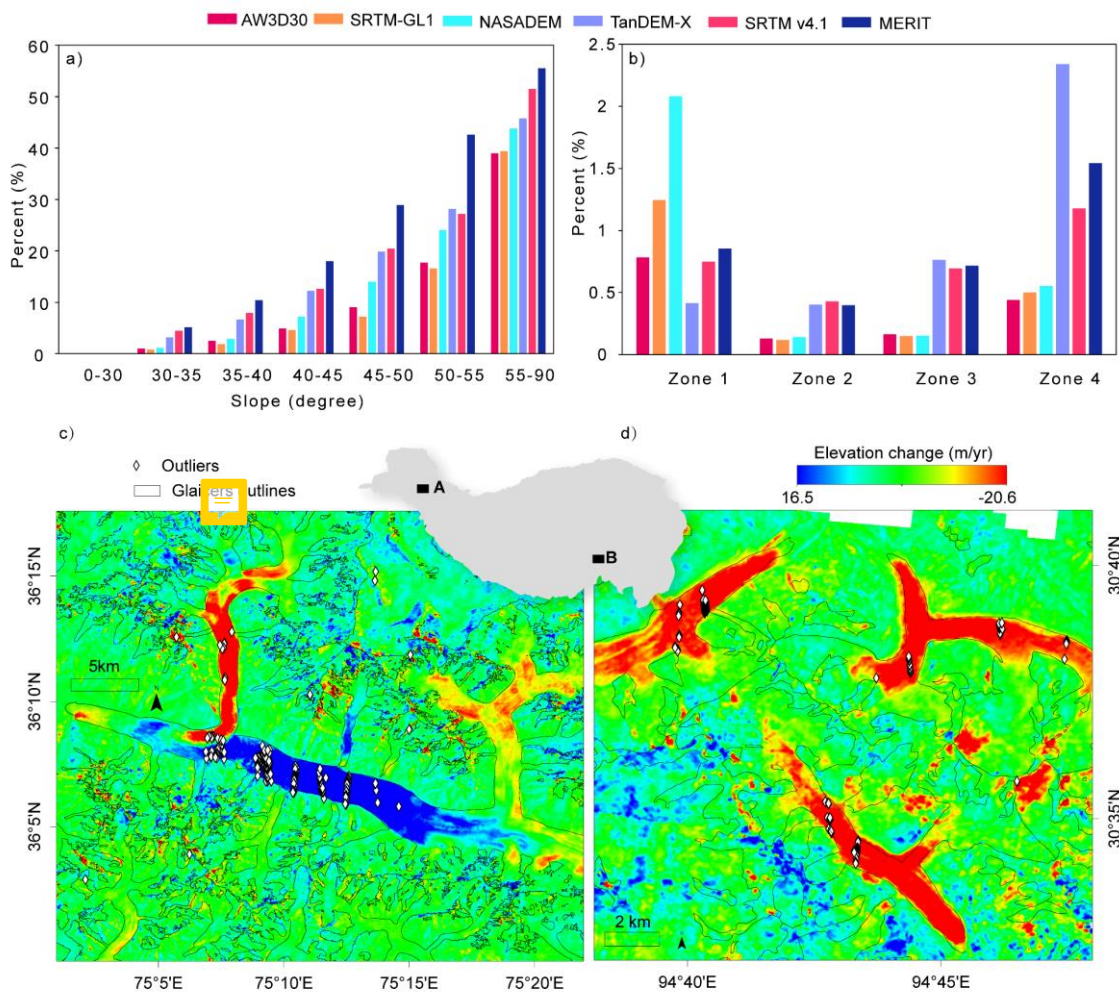 AW3D30 SRTM-GL1 NASADEM TanDEM-X SRTM v4.1 MERIT
a)
Percent (%)
60
50
40
30
20
10
0
0-30 30-35 35-40 40-45 45-50 50-55 55-90
Slope (degree)
b)
Percent (%)
2.5
2
1.5
1
0.5
0
Zone 1 Zone 2 Zone 3 Zone 4
c)
Outliers
Glaicers outlines
A
B
d)
Elevation change (m/yr)
16.5 -20.6
36°15'N
36°10'N
36°5'N
5km
75°5'E 75°10'E 75°15'E 75°20'E
30°40'N
30°35'N
2 km
94°40'E 94°45'E